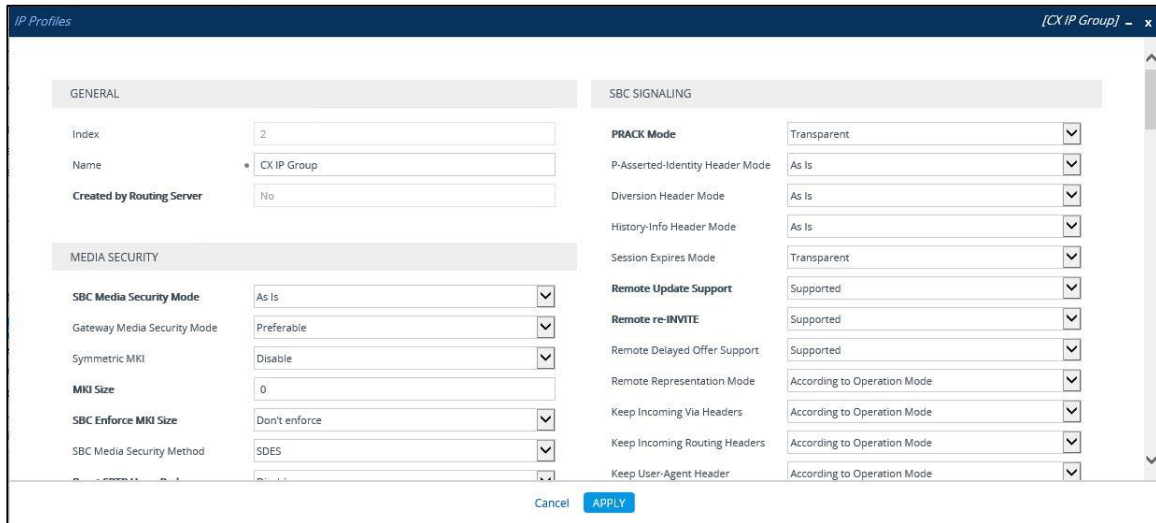 IP Profiles [CX IP Group] – x
GENERAL
Index 2
Name CX IP Group
Created by Routing Server No
MEDIA SECURITY
SBC Media Security Mode As Is
Gateway Media Security Mode Preferable
Symmetric MKI Disable
MKI Size 0
SBC Enforce MKI Size Don't enforce
SBC Media Security Method SDES
SBC SIGNALING
PRACK Mode Transparent
P-Asserted-Identity Header Mode As Is
Diversion Header Mode As Is
History-Info Header Mode As Is
Session Expires Mode Transparent
Remote Update Support Supported
Remote re-INVITE Supported
Remote Delayed Offer Support Supported
Remote Representation Mode According to Operation Mode
Keep Incoming Via Headers According to Operation Mode
Keep Incoming Routing Headers According to Operation Mode
Keep User-Agent Header According to Operation Mode
Cancel APPLY